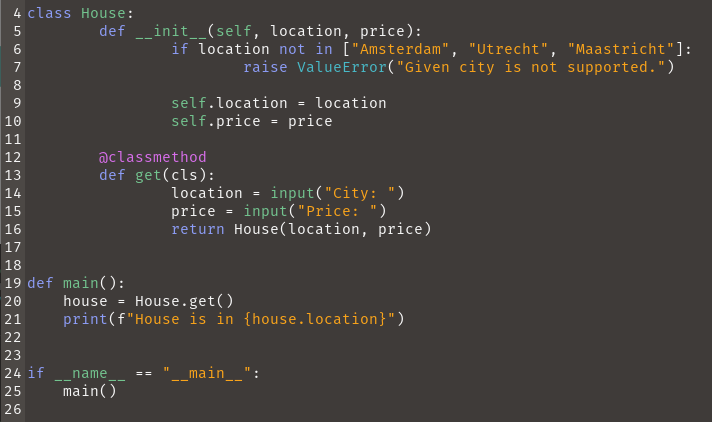 4 class House:
5         def __init__(self, location, price):
6                 if location not in ["Amsterdam", "Utrecht", "Maastricht"]:
7                         raise ValueError("Given city is not supported.")
8
9                 self.location = location
10                 self.price = price
11
12         @classmethod
13         def get(cls):
14                 location = input("City: ")
15                 price = input("Price: ")
16                 return House(location, price)
17
18
19 def main():
20     house = House.get()
21     print(f"House is in {house.location}")
22
23
24 if __name__ == "__main__":
25     main()
26